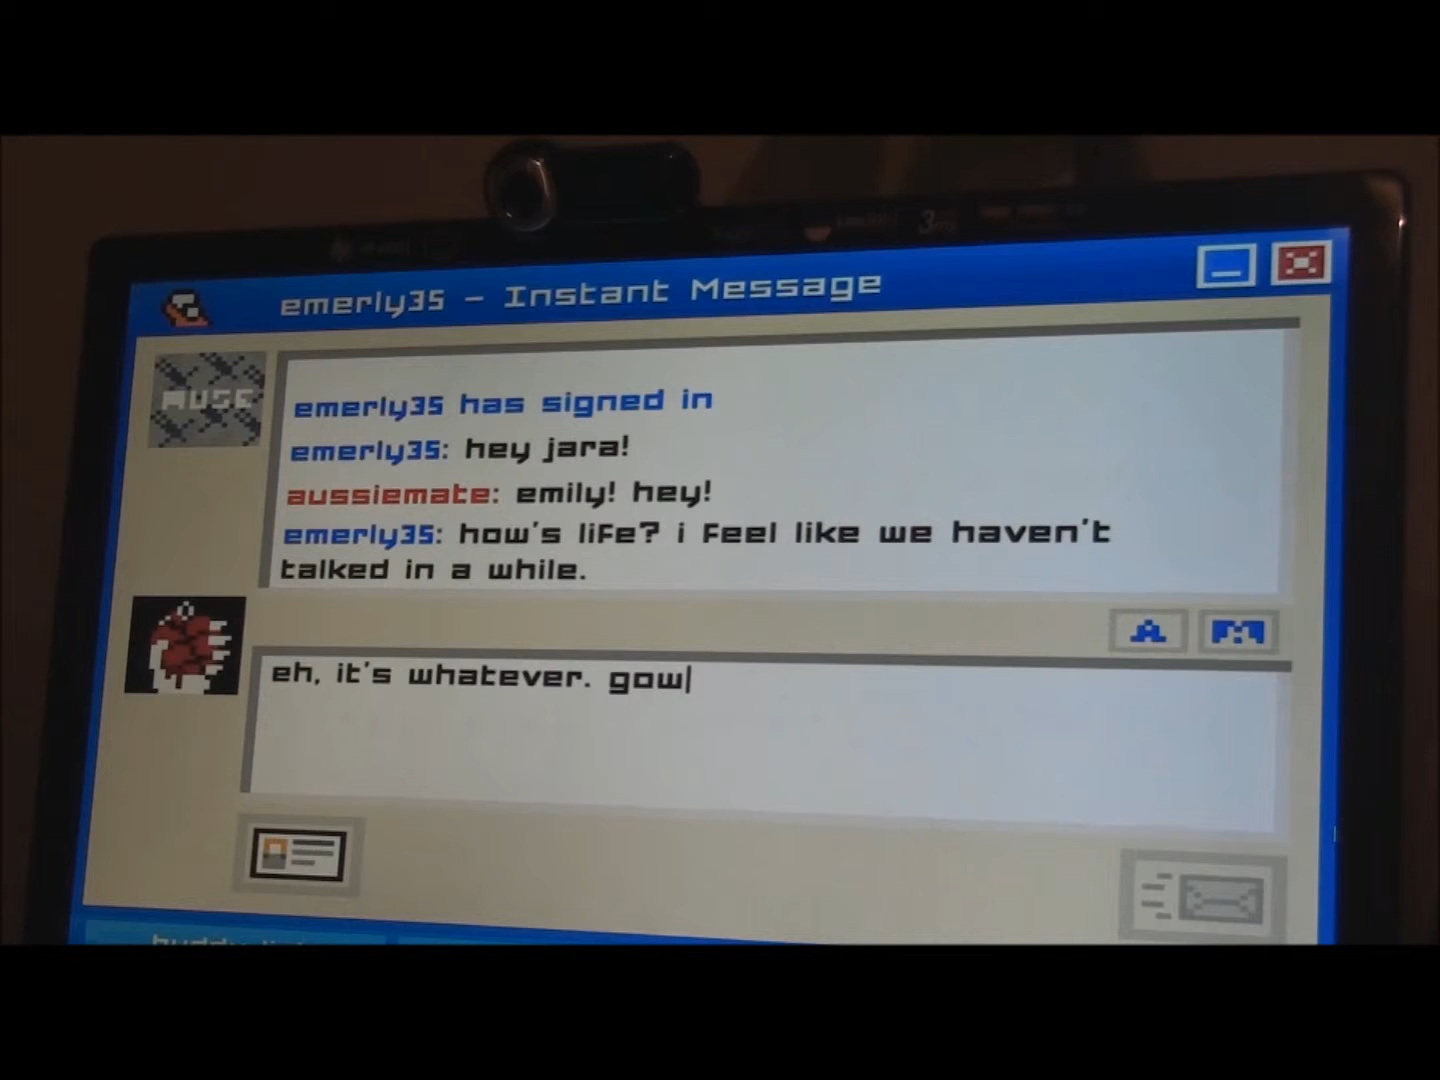 emerly35 - Instant Message
MUSE
emerly35 has signed in
emerly35: hey jara!
aussiemate: emily! hey!
emerly35: how's life? i feel like we haven't
talked in a while.
A
eh, it's whatever. gow